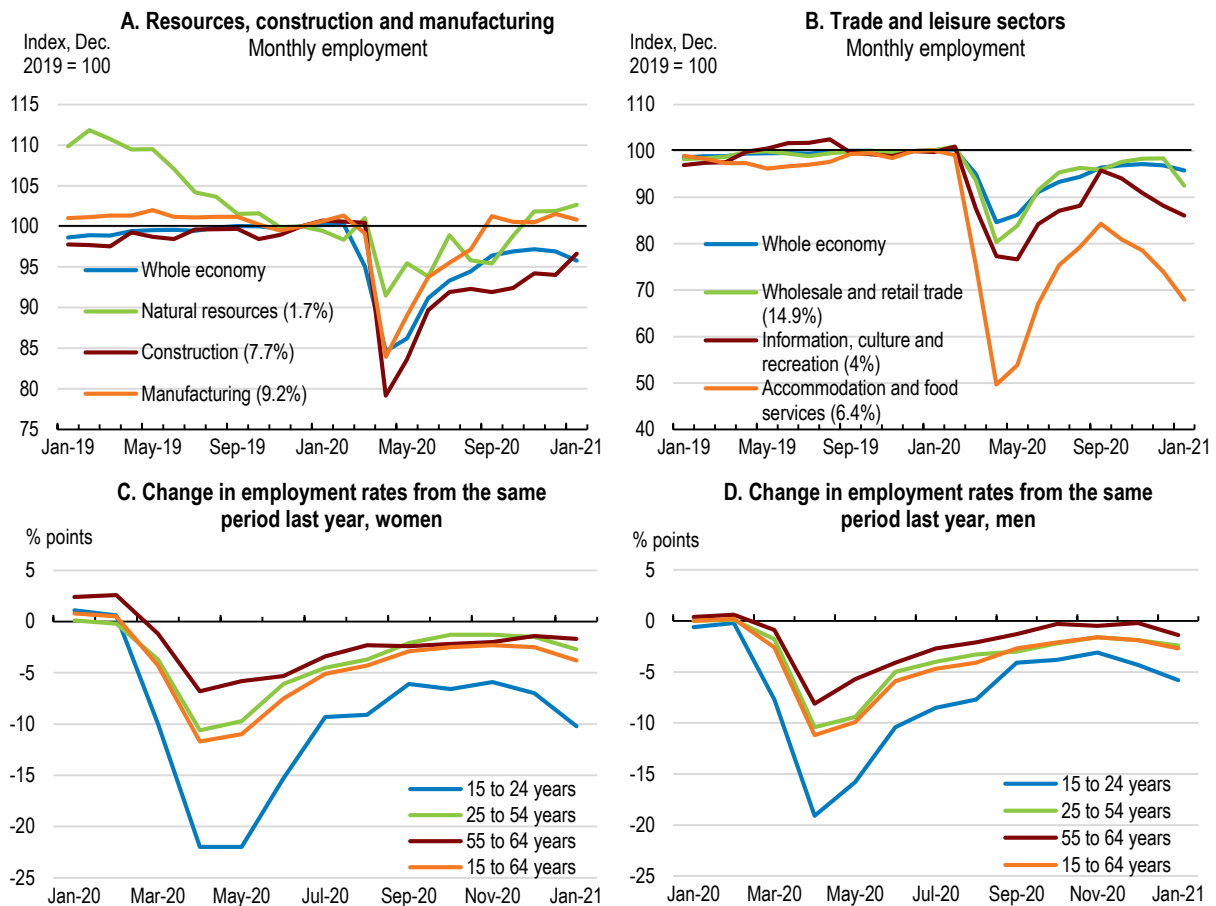 A. Resources, construction and manufacturing
Monthly employment
Index, Dec.
2019 = 100
115
110
105
100
95
90
85
80
75
Whole economy
Natural resources (1.7%)
Construction (7.7%)
Manufacturing (9.2%)
Jan-19
May-19
Sep-19
Jan-20
May-20
Sep-20
Jan-21
B. Trade and leisure sectors
Monthly employment
Index, Dec.
2019 = 100
110
100
90
80
70
60
50
40
Whole economy
Wholesale and retail trade
(14.9%)
Information, culture and
recreation (4%)
Accommodation and food
services (6.4%)
Jan-19
May-19
Sep-19
Jan-20
May-20
Sep-20
Jan-21
C. Change in employment rates from the same
period last year, women
% points
5
0
-5
-10
-15
-20
-25
15 to 24 years
25 to 54 years
55 to 64 years
15 to 64 years
Jan-20
Mar-20
May-20
Jul-20
Sep-20
Nov-20
Jan-21
D. Change in employment rates from the same
period last year, men
% points
5
0
-5
-10
-15
-20
-25
15 to 24 years
25 to 54 years
55 to 64 years
15 to 64 years
Jan-20
Mar-20
May-20
Jul-20
Sep-20
Nov-20
Jan-21